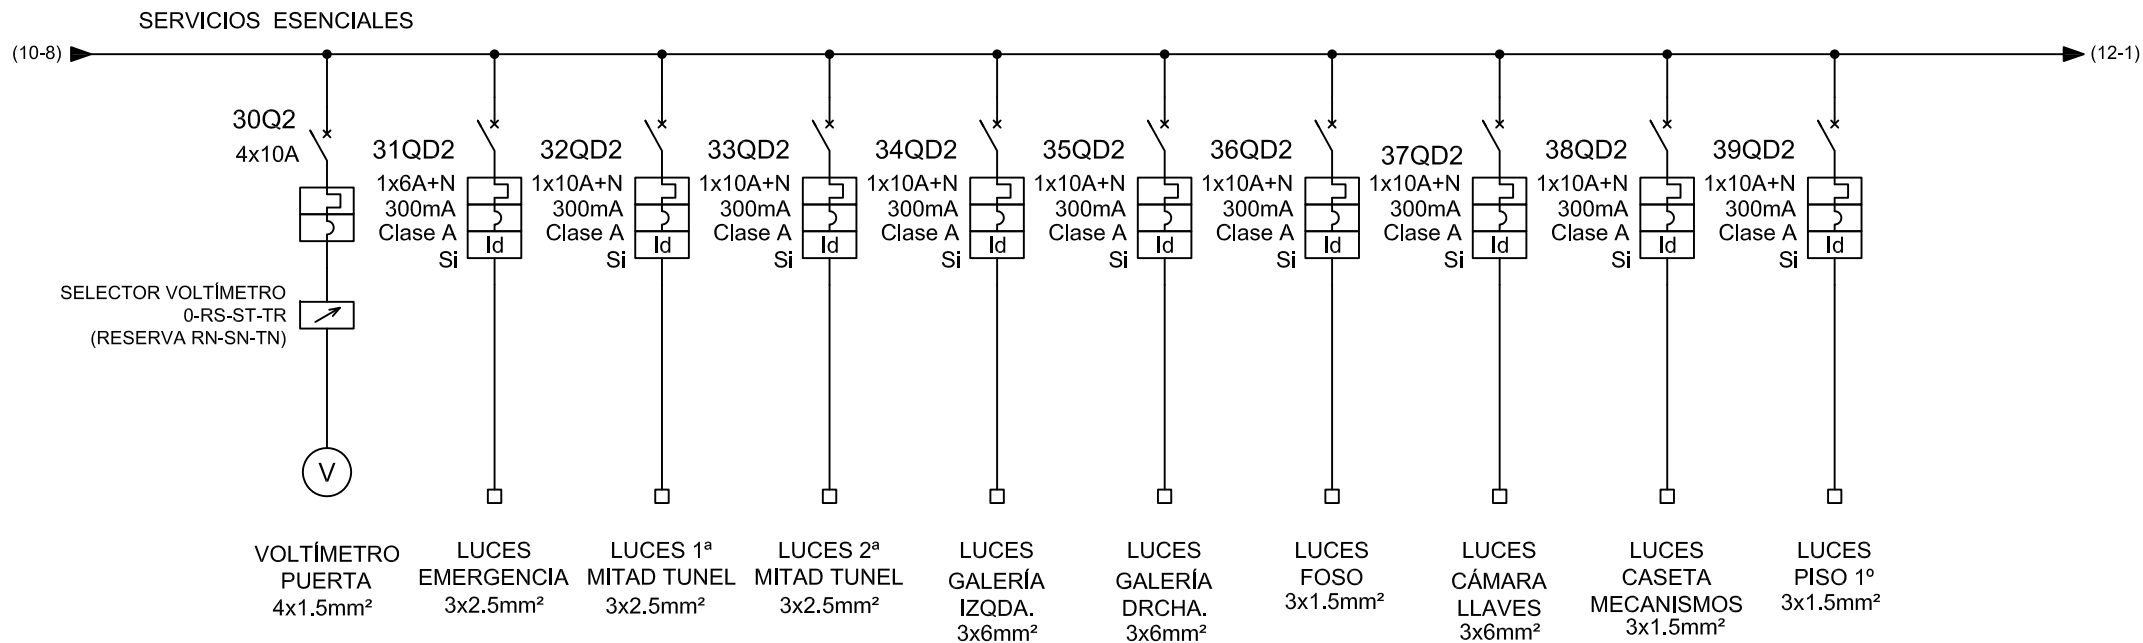 SERVICIOS ESENCIALES
(10-8)
(12-1)
30Q2
4x10A
SELECTOR VOLTÍMETRO
0-RS-ST-TR
(RESERVA RN-SN-TN)
V
VOLTÍMETRO
PUERTA
4x1.5mm²
31QD2
1x6A+N
300mA
Clase A
Si
Id
LUCES
EMERGENCIA
3x2.5mm²
32QD2
1x10A+N
300mA
Clase A
Si
Id
LUCES 1ª
MITAD TUNEL
3x2.5mm²
33QD2
1x10A+N
300mA
Clase A
Si
Id
LUCES 2ª
MITAD TUNEL
3x2.5mm²
34QD2
1x10A+N
300mA
Clase A
Si
Id
LUCES
GALERÍA
IZQDA.
3x6mm²
35QD2
1x10A+N
300mA
Clase A
Si
Id
LUCES
GALERÍA
DRCHA.
3x6mm²
36QD2
1x10A+N
300mA
Clase A
Si
Id
LUCES
FOSO
3x1.5mm²
37QD2
1x10A+N
300mA
Clase A
Si
Id
LUCES
CÁMARA
LLAVES
3x6mm²
38QD2
1x10A+N
300mA
Clase A
Si
Id
LUCES
CASETA
MECANISMOS
3x1.5mm²
39QD2
1x10A+N
300mA
Clase A
Si
Id
LUCES
PISO 1º
3x1.5mm²